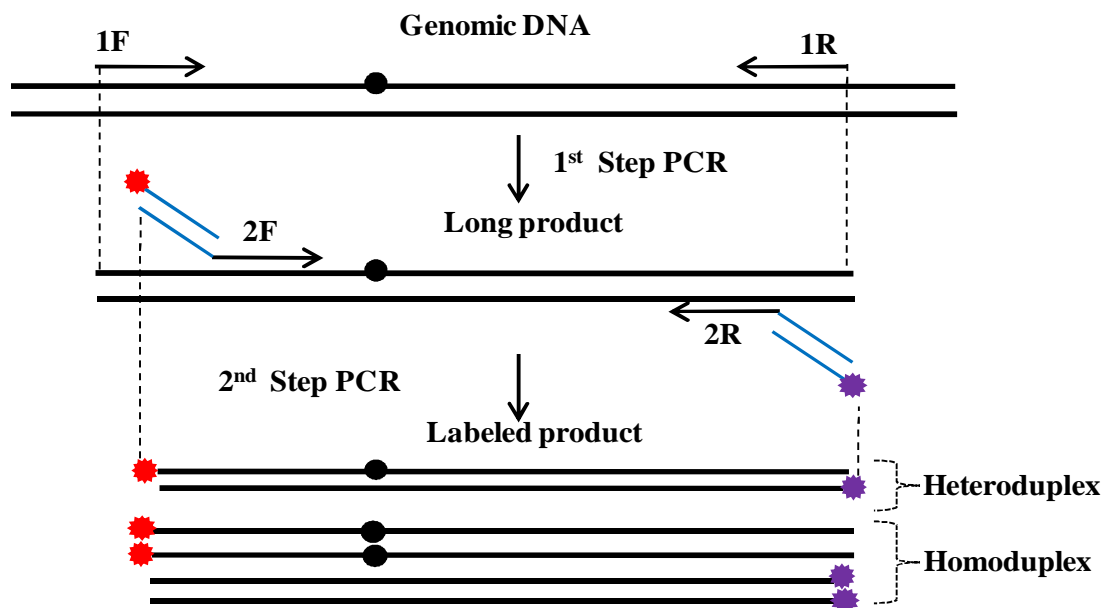 Genomic DNA
1F
1R
1st Step PCR
Long product
2F
2R
2nd Step PCR
Labeled product
Heteroduplex
Homoduplex